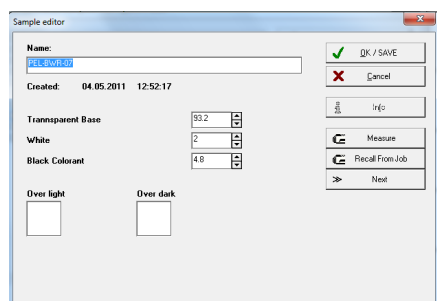 Sample editor
x
Name:
PEL-BWR-07
Created: 04.05.2011 12:52:17
Trannsparent Base 93.2
White 2
Black Colorant 4.8
Over light Over dark
OK / SAVE
Cancel
Info
Measure
Recall From Job
>> Next